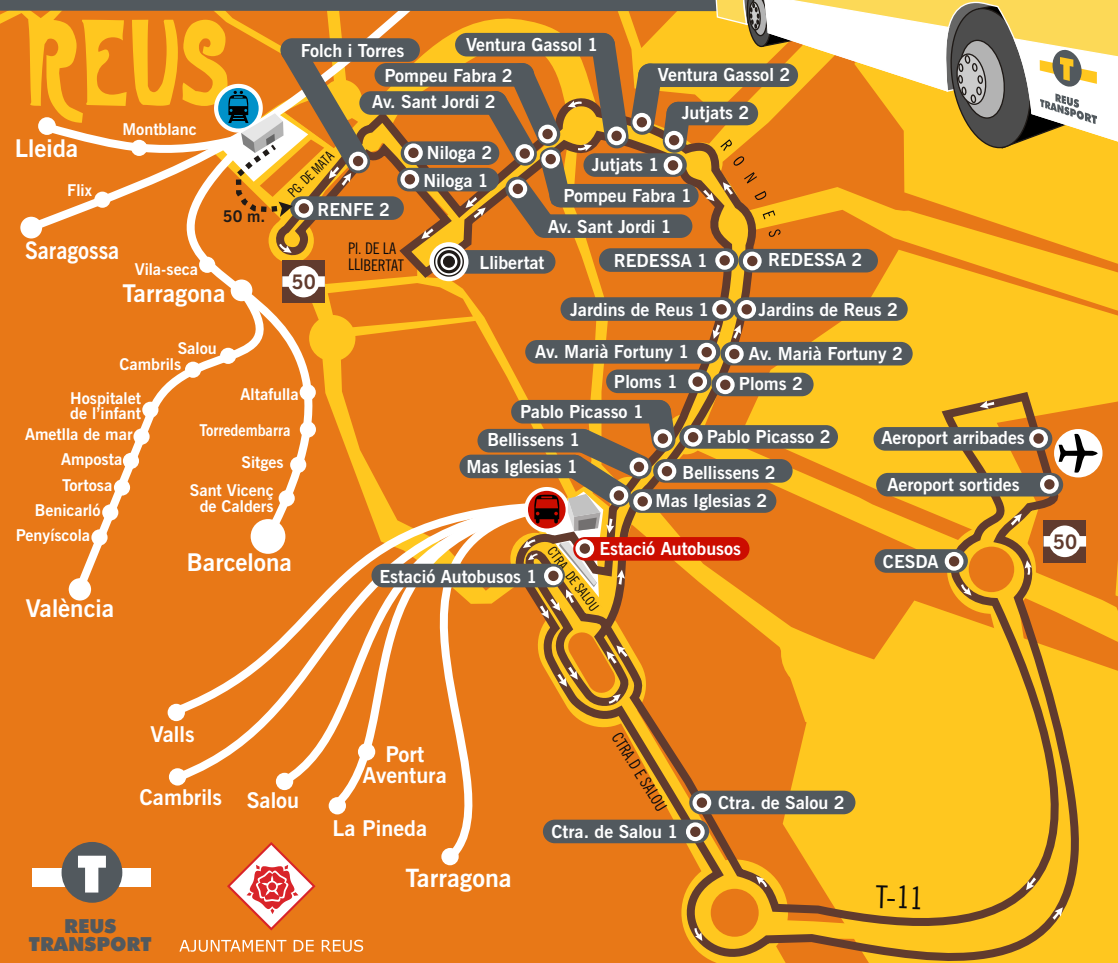 REUS
T
REUS
TRANSPORT
Folch i Torres
Ventura Gassol 1
Pompeu Fabra 2
Ventura Gassol 2
Av. Sant Jordi 2
Jutjats 2
Niloga 2
Jutjats 1
Niloga 1
Pompeu Fabra 1
RENFE 2
Av. Sant Jordi 1
RONDES
PG. DE MATA
50 m.
50
PI. DE LA
LLIBERTAT
Llibertat
REDESSA 1
REDESSA 2
Jardins de Reus 1
Jardins de Reus 2
Av. Marià Fortuny 1
Av. Marià Fortuny 2
Ploms 1
Ploms 2
Pablo Picasso 1
Pablo Picasso 2
Bellissens 1
Bellissens 2
Mas Iglesias 1
Mas Iglesias 2
Estació Autobusos
Estació Autobusos 1
CTRA. DE SALOU
Aeroport arribades
Aeroport sortides
50
CESDA
CTRA.D E SALOU
Ctra. de Salou 2
Ctra. de Salou 1
T-11
Montblanc
Lleida
Flix
Saragossa
Vila-seca
Tarragona
Salou
Cambrils
Hospitalet
de l'infant
Ametlla de mar
Amposta
Tortosa
Benicarló
Penyíscola
València
Altafulla
Torredembarra
Sitges
Sant Vicenç
de Calders
Barcelona
Valls
Cambrils
Salou
Port
Aventura
La Pineda
Tarragona
T
REUS
TRANSPORT
AJUNTAMENT DE REUS